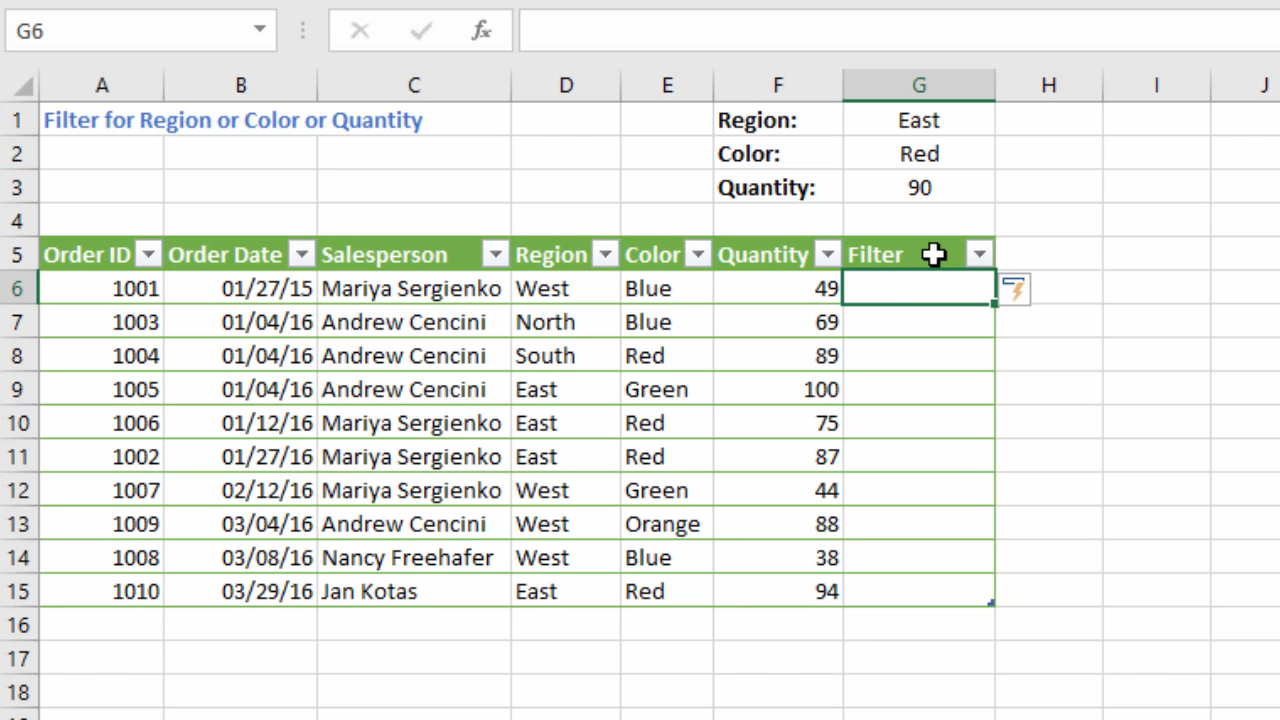 G6 fx
A B C D E F G H I J
1 Filter for Region or Color or Quantity Region: East
2 Color: Red
3 Quantity: 90
4
5 Order ID Order Date Salesperson Region Color Quantity Filter
6 1001 01/27/15 Mariya Sergienko West Blue 49
7 1003 01/04/16 Andrew Cencini North Blue 69
8 1004 01/04/16 Andrew Cencini South Red 89
9 1005 01/04/16 Andrew Cencini East Green 100
10 1006 01/12/16 Mariya Sergienko East Red 75
11 1002 01/27/16 Mariya Sergienko East Red 87
12 1007 02/12/16 Mariya Sergienko West Green 44
13 1009 03/04/16 Andrew Cencini West Orange 88
14 1008 03/08/16 Nancy Freehafer West Blue 38
15 1010 03/29/16 Jan Kotas East Red 94
16
17
18